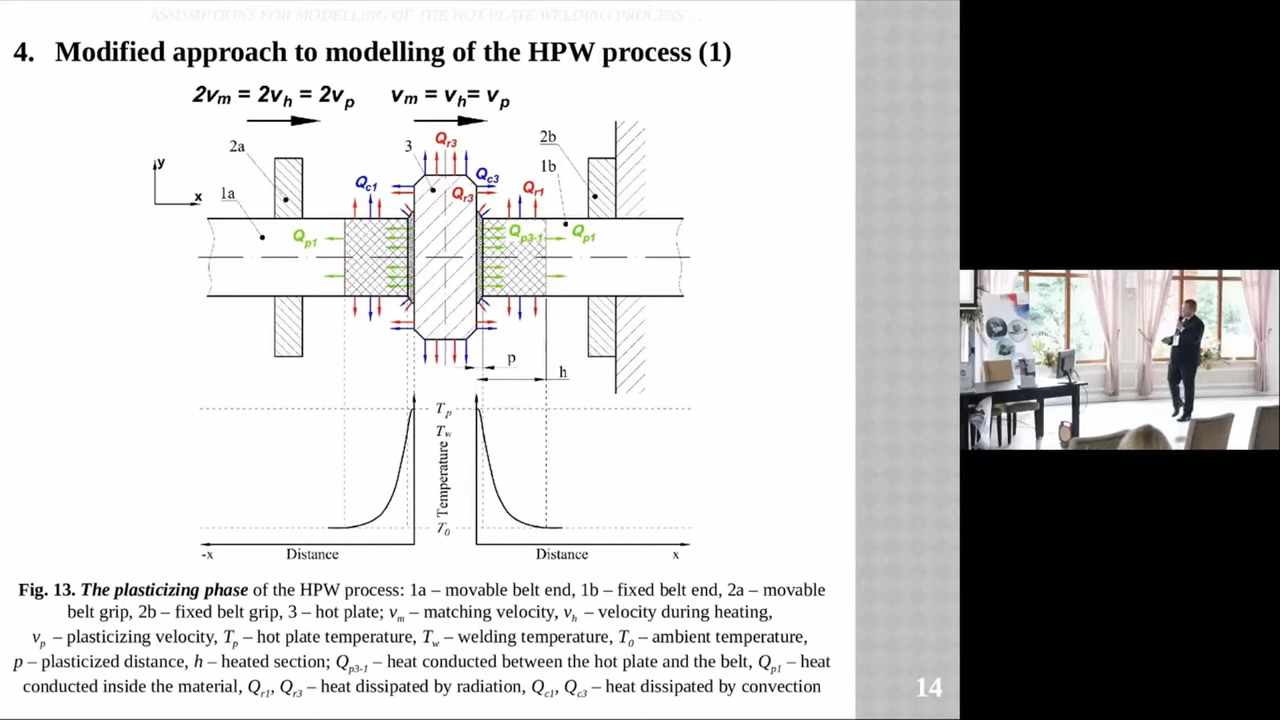 ASSUMPTIONS FOR MODELLING OF THE HOT PLATE WELDING PROCESS …
4. Modified approach to modelling of the HPW process (1)
2vm = 2vh = 2vp vm = vh= vp
Qr3
2a 3 2b
y Qc3 1b
Qc1
x 1a Qr3 Qr1
Qp1 Qp3-1 Qp1
p
h
Tp
Tw
Temperature
T0
-x Distance Distance x
Fig. 13. The plasticizing phase of the HPW process: 1a – movable belt end, 1b – fixed belt end, 2a – movable
belt grip, 2b – fixed belt grip, 3 – hot plate; vm – matching velocity, vh – velocity during heating,
vp – plasticizing velocity, Tp – hot plate temperature, Tw – welding temperature, T0 – ambient temperature,
p – plasticized distance, h – heated section; Qp3-1 – heat conducted between the hot plate and the belt, Qp1 – heat
conducted inside the material, Qr1, Qr3 – heat dissipated by radiation, Qc1, Qc3 – heat dissipated by convection
14